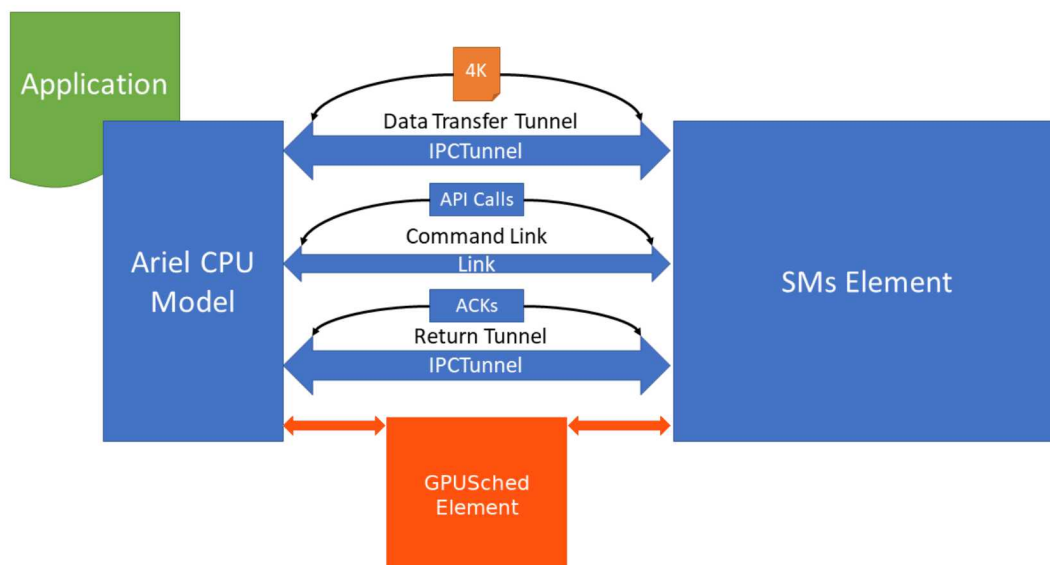 Application
4K
Data Transfer Tunnel
IPCTunnel
API Calls
Command Link
Link
Ariel CPU
Model
SMs Element
ACKs
Return Tunnel
IPCTunnel
GPUSched
Element